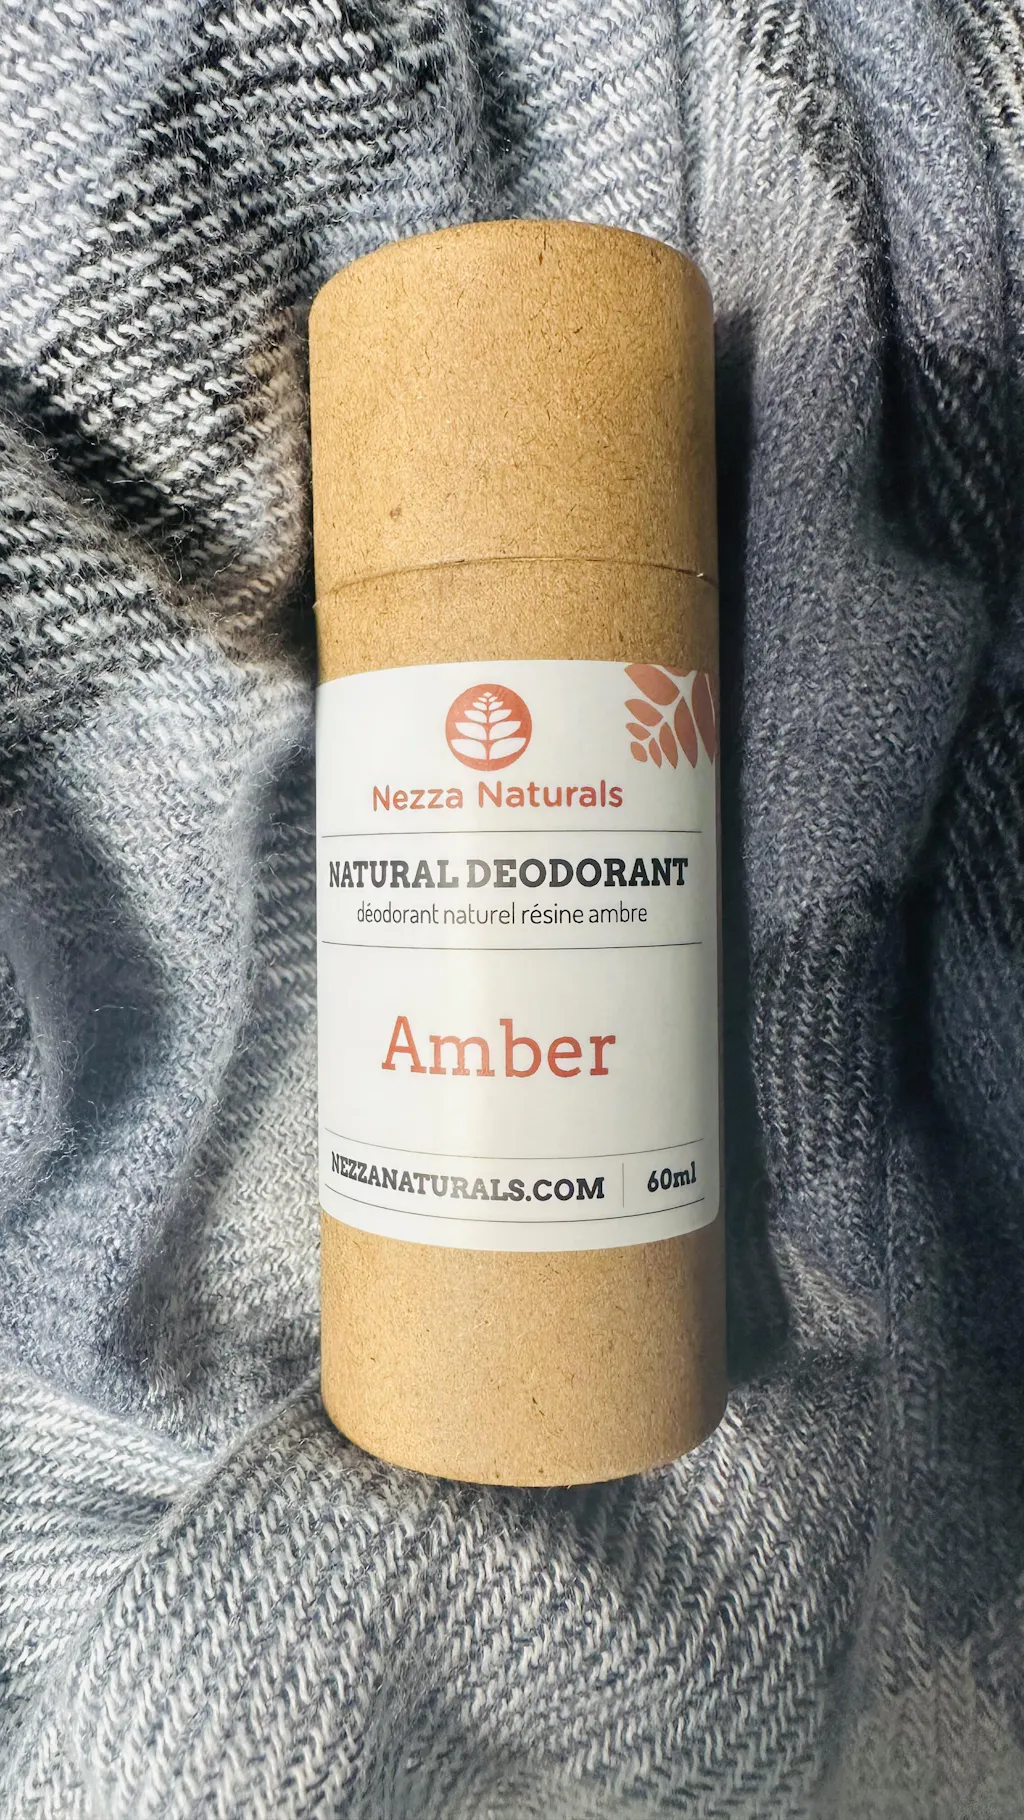 Nezza Naturals
NATURAL DEODORANT
déodorant naturel résine ambre
Amber
NEZZANATURALS.COM 60ml